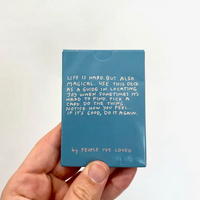 LIFE IS HARD. BUT ALSO
MAGICAL. USE THIS DECK
AS A GUIDE IN LOCATING
JOY WHEN SOMETIMES IT'S
HARD TO FIND. PICK A
CARD. DO THE THING.
NOTICE HOW YOU FEEL.
IF IT'S GOOD, DO IT AGAIN.
by PEOPLE I'VE LOVED